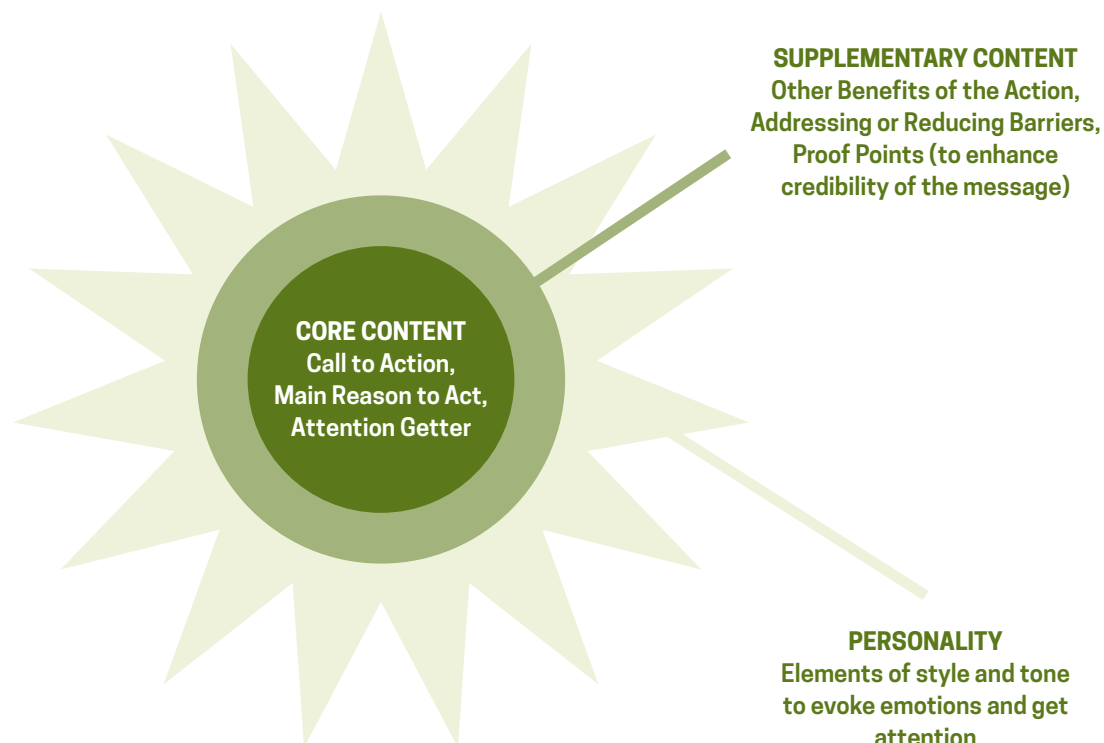 SUPPLEMENTARY CONTENT
Other Benefits of the Action,
Addressing or Reducing Barriers,
Proof Points (to enhance
credibility of the message)
CORE CONTENT
Call to Action,
Main Reason to Act,
Attention Getter
PERSONALITY
Elements of style and tone
to evoke emotions and get
attention